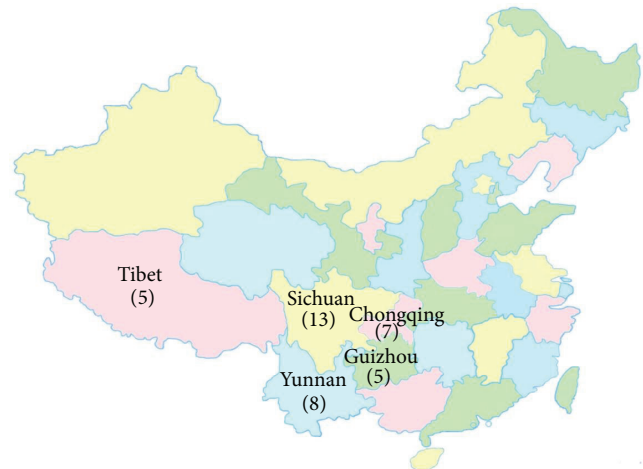 Tibet
(5)
Sichuan
(13)
Chongqing
(7)
Guizhou
(5)
Yunnan
(8)